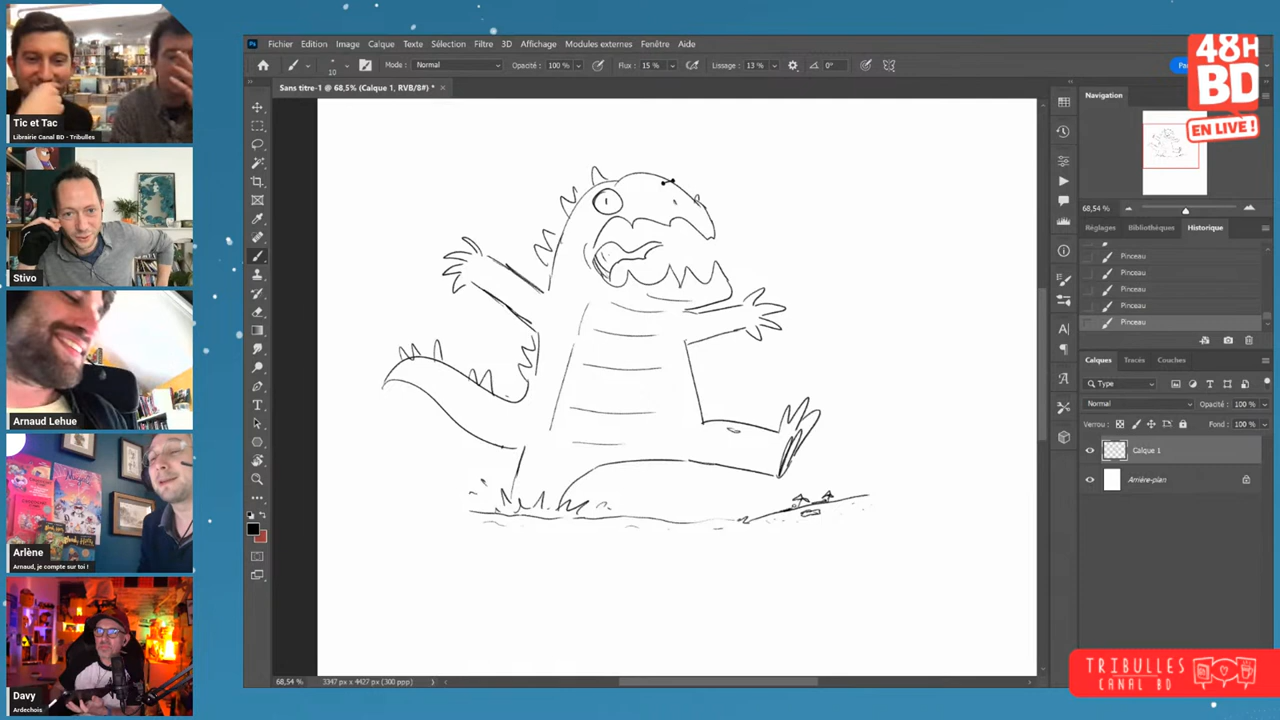 Tic et Tac
Librairie Canal BD - Tribulles
Stivo
Arnaud Lehue
Arlène
Arnaud, je compte sur toi !
Davy
Ardechois
Ps Fichier Edition Image Calque Texte Sélection Filtre 3D Affichage Modules externes Fenêtre Aide
10 Mode : Normal Opacité : 100 % Flux : 15 % Lissage : 13 % 0°
Sans titre-1 @ 68,5% (Calque 1, RVB/8#) * ×
68,54 % 3347 px x 4427 px (300 ppp)
48H
BD
EN LIVE !
Navigation
68,54 %
Réglages Bibliothèques Historique
Pinceau
Pinceau
Pinceau
Pinceau
Pinceau
Calques Tracés Couches
Type
Normal Opacité : 100 %
Verrou : Fond : 100 %
Calque 1
Arrière-plan
TRIBULLES
CANAL BD